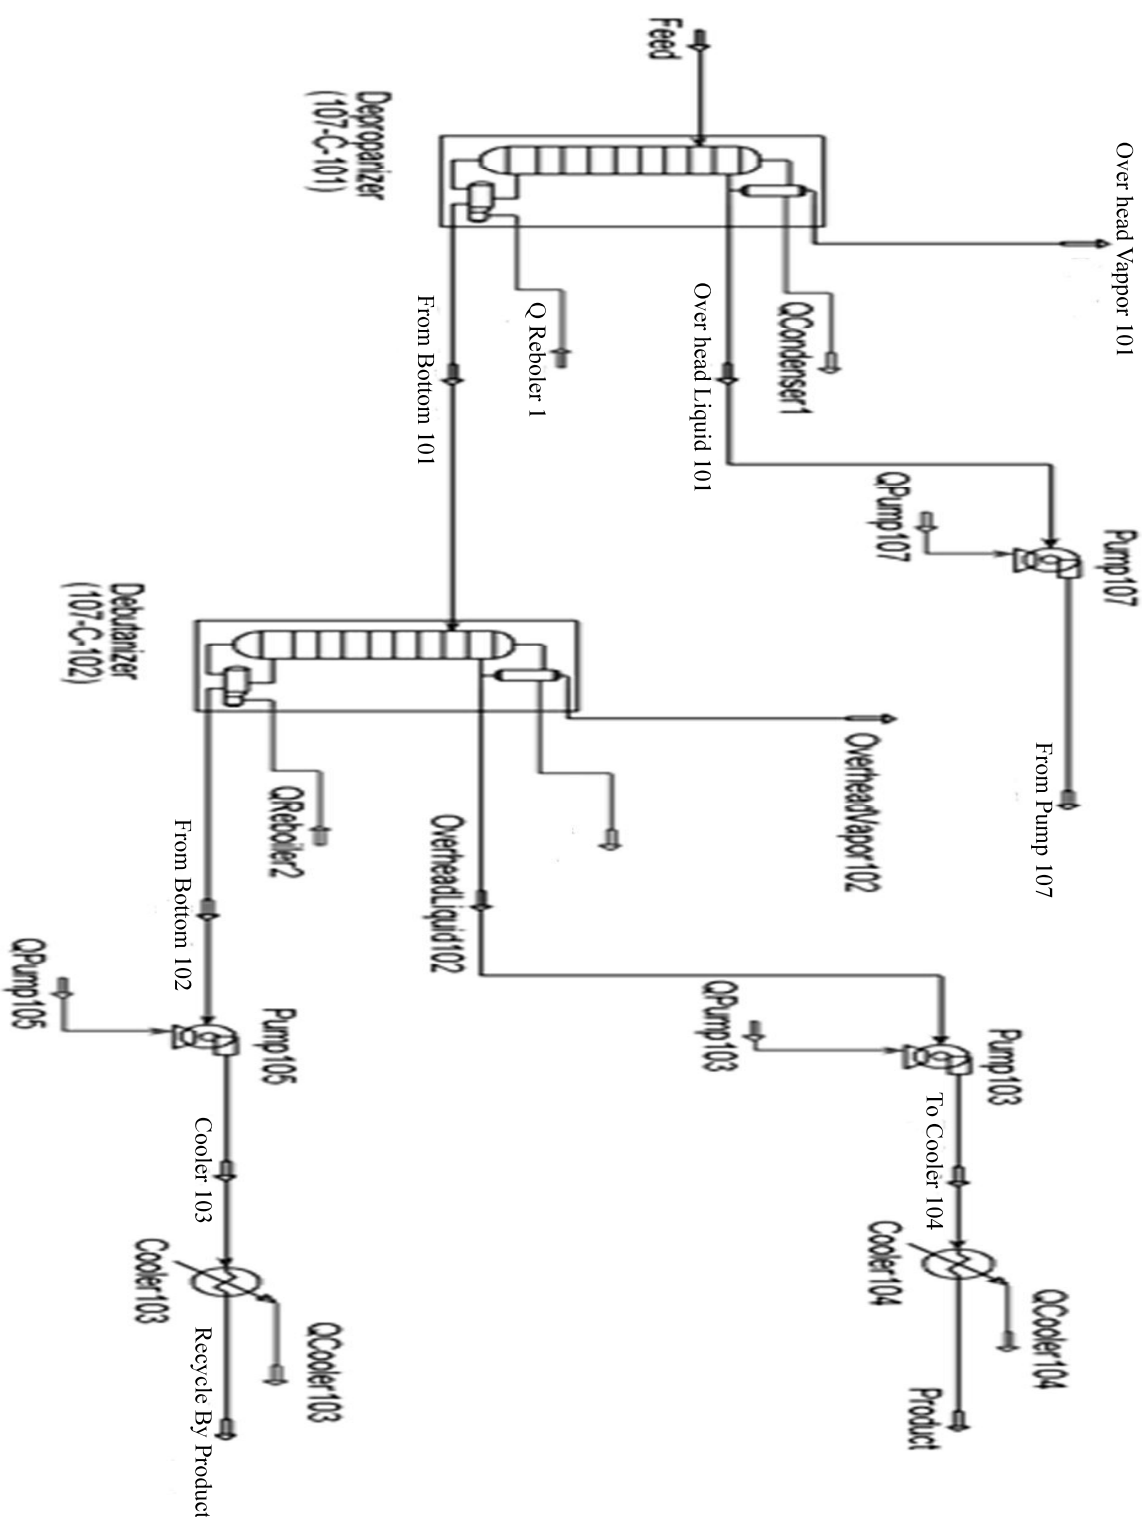 Over head Vappor 101
Feed
Depropanizer
(107-C-101)
QCondenser1
Over head Liquid 101
Q Reboler 1
From Bottom 101
Pump107
QPump107
From Pump 107
Debutanizer
(107-C-102)
OverheadVapor102
OverheadLiquid102
QReboiler2
From Bottom 102
Pump103
QPump103
To Cooler 104
Cooler104
QCooler104
Product
Pump105
QPump105
Cooler 103
Cooler103
QCooler103
Recycle By Product